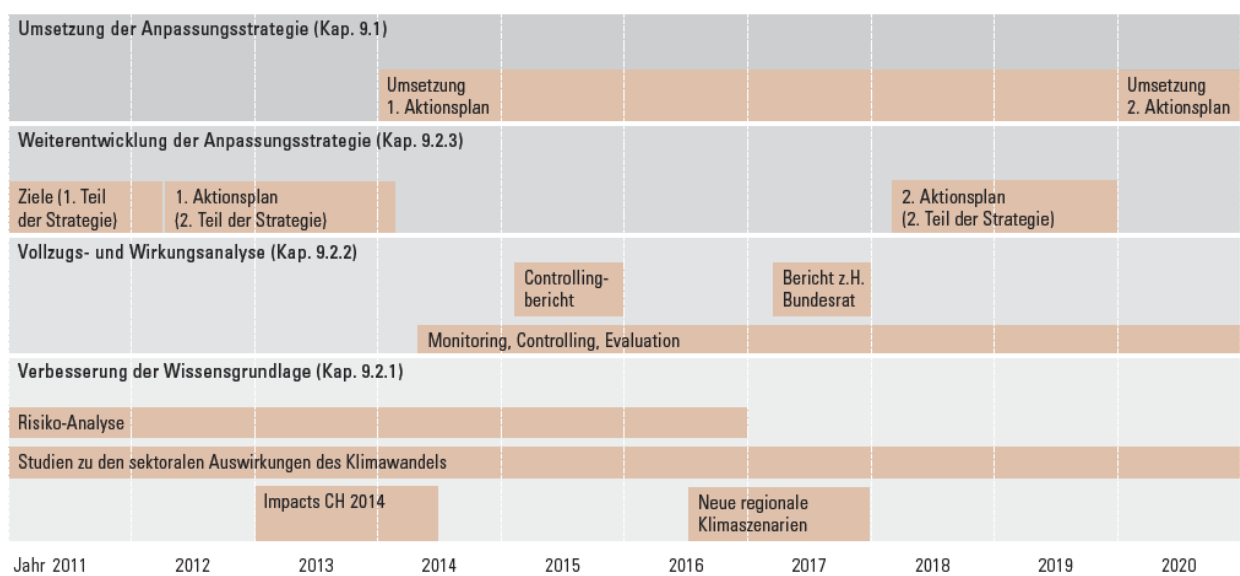 Umsetzung der Anpassungsstrategie (Kap. 9.1)
Umsetzung
1. Aktionsplan
Umsetzung
2. Aktionsplan
Weiterentwicklung der Anpassungsstrategie (Kap. 9.2.3)
Ziele (1. Teil
der Strategie)
1. Aktionsplan
(2. Teil der Strategie)
2. Aktionsplan
(2. Teil der Strategie)
Vollzugs- und Wirkungsanalyse (Kap. 9.2.2)
Controlling-
bericht
Bericht z.H.
Bundesrat
Monitoring, Controlling, Evaluation
Verbesserung der Wissensgrundlage (Kap. 9.2.1)
Risiko-Analyse
Studien zu den sektoralen Auswirkungen des Klimawandels
Impacts CH 2014
Neue regionale
Klimaszenarien
Jahr 2011 2012 2013 2014 2015 2016 2017 2018 2019 2020